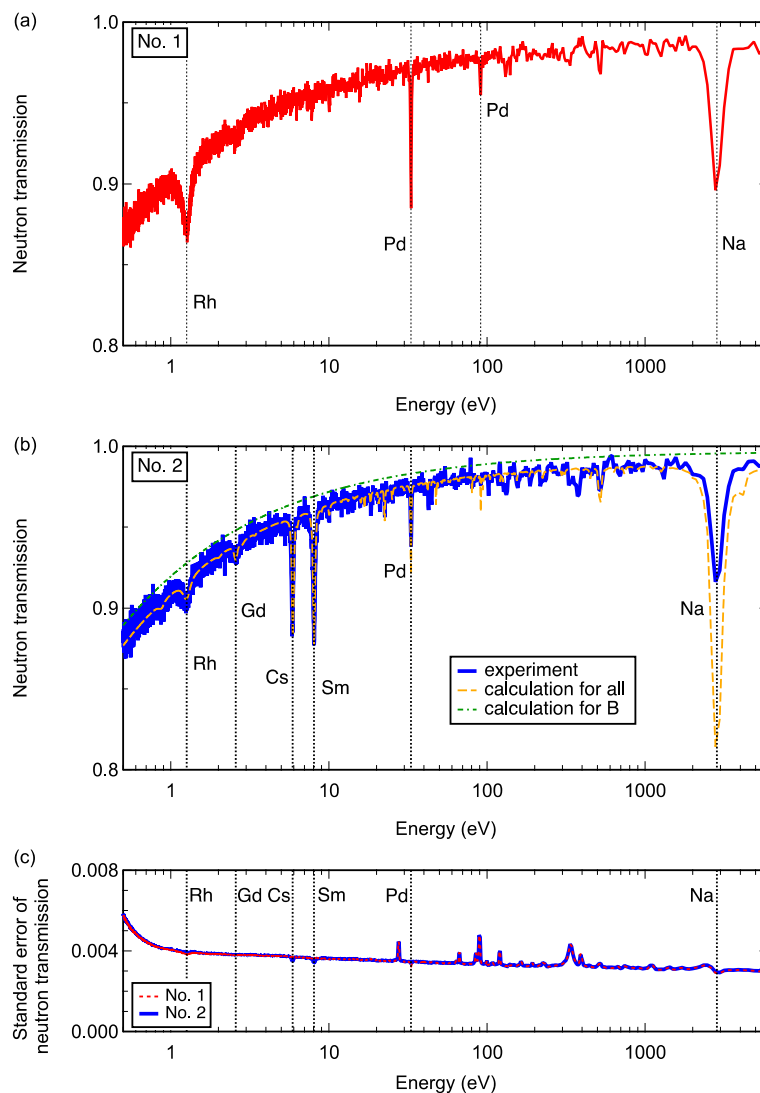 (a)
No. 1
1.0
0.9
0.8
Neutron transmission
Rh
Pd
Pd
Na
1 10 100 1000
Energy (eV)
(b)
No. 2
1.0
0.9
0.8
Neutron transmission
Rh
Gd
Cs
Sm
Pd
Na
experiment
calculation for all
calculation for B
1 10 100 1000
Energy (eV)
(c)
0.008
0.004
0.000
Standard error of
neutron transmission
Rh Gd Cs Sm Pd Na
No. 1
No. 2
1 10 100 1000
Energy (eV)